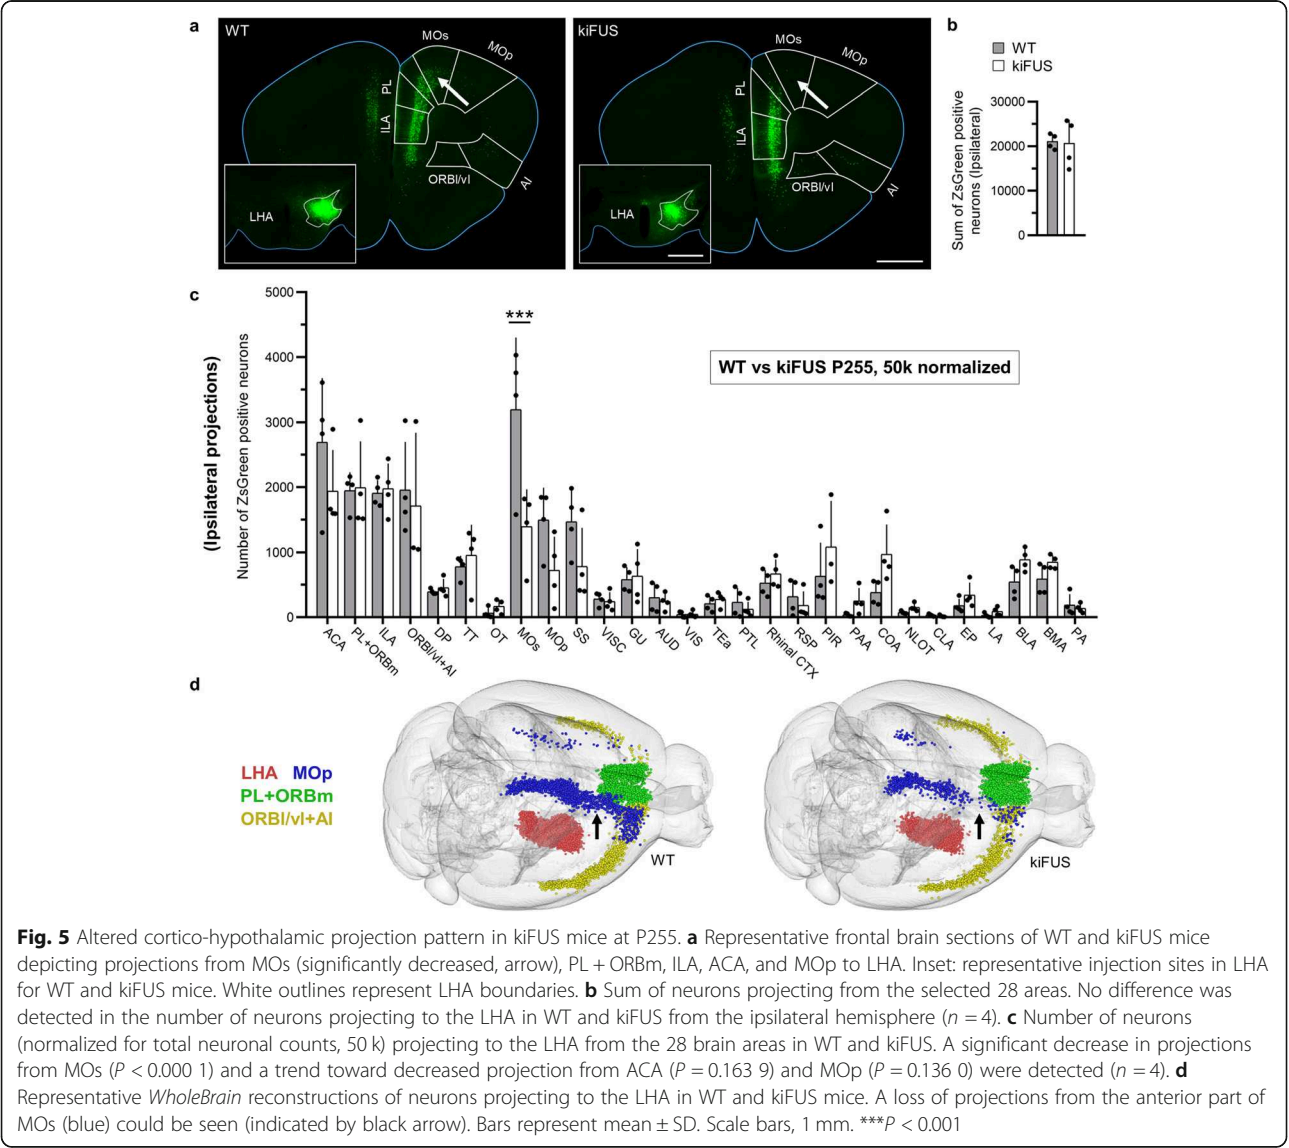 a
WT
MOs
MOp
PL
ILA
ORBl/vl
AI
LHA
kiFUS
MOs
MOp
PL
ILA
ORBl/vl
AI
LHA
b
WT
kiFUS
Sum of ZsGreen positive
neurons (Ipsilateral)
30000
20000
10000
0
c
(Ipsilateral projections)
Number of ZsGreen positive neurons
5000
4000
3000
2000
1000
0
***
WT vs kiFUS P255, 50k normalized
ACA
PL+ORBm
ILA
ORBl/vl+AI
DP
TT
OT
MOs
MOp
SS
VISC
GU
AUD
VIS
TEa
PTL
Rhinal CTX
RSP
PIR
PAA
COA
NLOT
CLA
EP
LA
BLA
BMA
PA
d
LHA MOp
PL+ORBm
ORBl/vl+AI
WT
kiFUS
Fig. 5 Altered cortico-hypothalamic projection pattern in kiFUS mice at P255. a Representative frontal brain sections of WT and kiFUS mice
depicting projections from MOs (significantly decreased, arrow), PL + ORBm, ILA, ACA, and MOp to LHA. Inset: representative injection sites in LHA
for WT and kiFUS mice. White outlines represent LHA boundaries. b Sum of neurons projecting from the selected 28 areas. No difference was
detected in the number of neurons projecting to the LHA in WT and kiFUS from the ipsilateral hemisphere (n = 4). c Number of neurons
(normalized for total neuronal counts, 50 k) projecting to the LHA from the 28 brain areas in WT and kiFUS. A significant decrease in projections
from MOs (P < 0.000 1) and a trend toward decreased projection from ACA (P = 0.163 9) and MOp (P = 0.136 0) were detected (n = 4). d
Representative WholeBrain reconstructions of neurons projecting to the LHA in WT and kiFUS mice. A loss of projections from the anterior part of
MOs (blue) could be seen (indicated by black arrow). Bars represent mean ± SD. Scale bars, 1 mm. ***P < 0.001